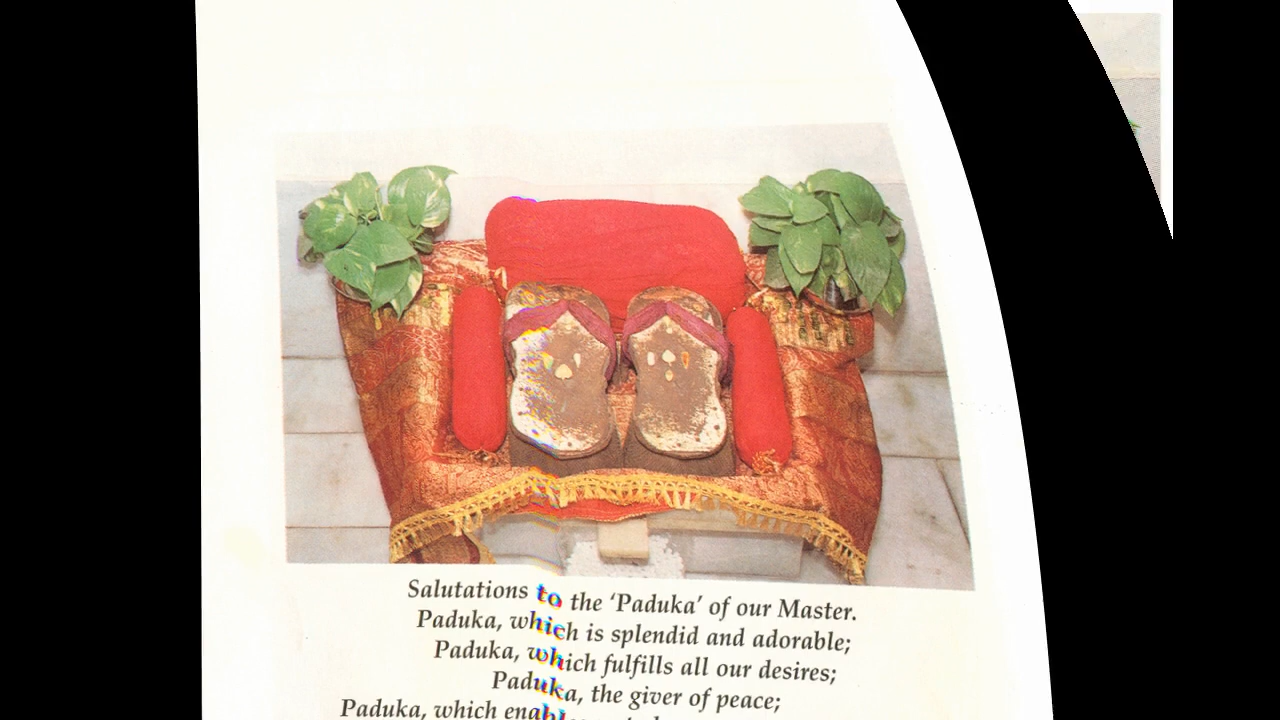 Salutations to the ‘Paduka’ of our Master.
Paduka, which is splendid and adorable;
Paduka, which fulfills all our desires;
Paduka, the giver of peace;
Paduka, which